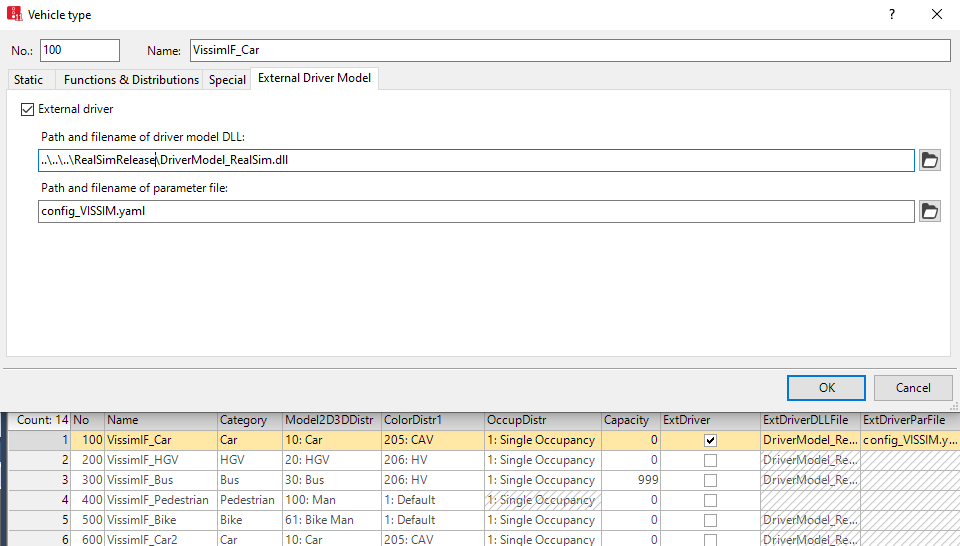 Vehicle type
No.: 100 Name: VissimIF_Car
Static Functions & Distributions Special External Driver Model
External driver
Path and filename of driver model DLL:
..\..\..\RealSimRelease\DriverModel_RealSim.dll
Path and filename of parameter file:
config_VISSIM.yaml
OK Cancel
Count: 14 No Name Category Model2D3DDistr ColorDistr1 OccupDistr Capacity ExtDriver ExtDriverDLLFile ExtDriverParFile
1 100 VissimIF_Car Car 10: Car 205: CAV 1: Single Occupancy 0 DriverModel_Re... config_VISSIM.y...
2 200 VissimIF_HGV HGV 20: HGV 206: HV 1: Single Occupancy 0 DriverModel_Re...
3 300 VissimIF_Bus Bus 30: Bus 206: HV 1: Single Occupancy 999 DriverModel_Re...
4 400 VissimIF_Pedestrian Pedestrian 100: Man 1: Default 1: Single Occupancy 0
5 500 VissimIF_Bike Bike 61: Bike Man 1: Default 1: Single Occupancy 0 DriverModel_Re...
6 600 VissimIF_Car2 Car 10: Car 205: CAV 1: Single Occupancy 0 DriverModel_Re...